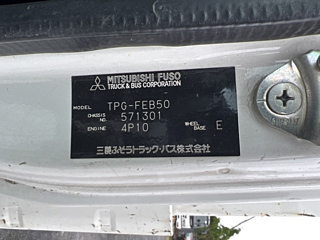 MITSUBISHI FUSO
TRUCK & BUS CORPORATION
MODEL TPG-FEB50
CHASSIS NO. 571301
ENGINE 4P10 WHEEL BASE E
三菱ふそうトラック・バス株式会社